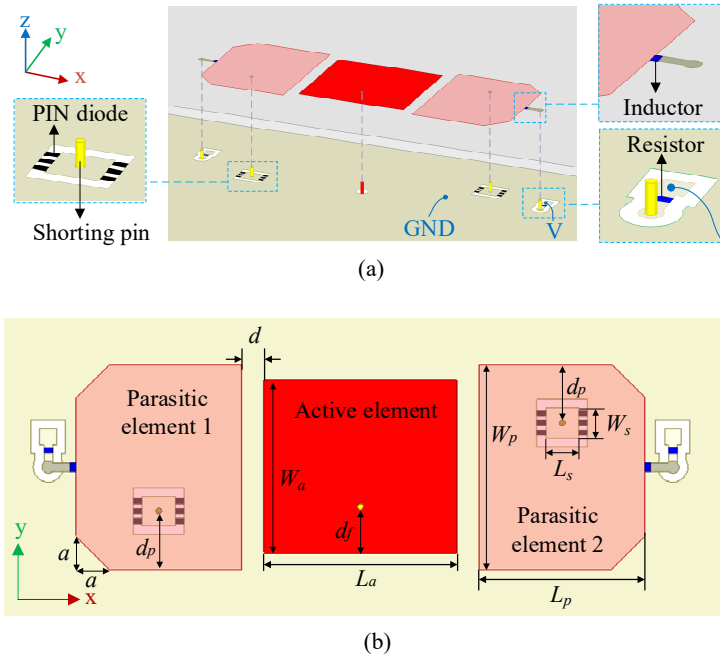 z
y
x
PIN diode
Shorting pin
GND
V
Inductor
Resistor
(a)
d
Parasitic
element 1
Active element
dp
Wp
Ws
Ls
Wa
df
dp
a
a
La
Parasitic
element 2
Lp
y
x
(b)